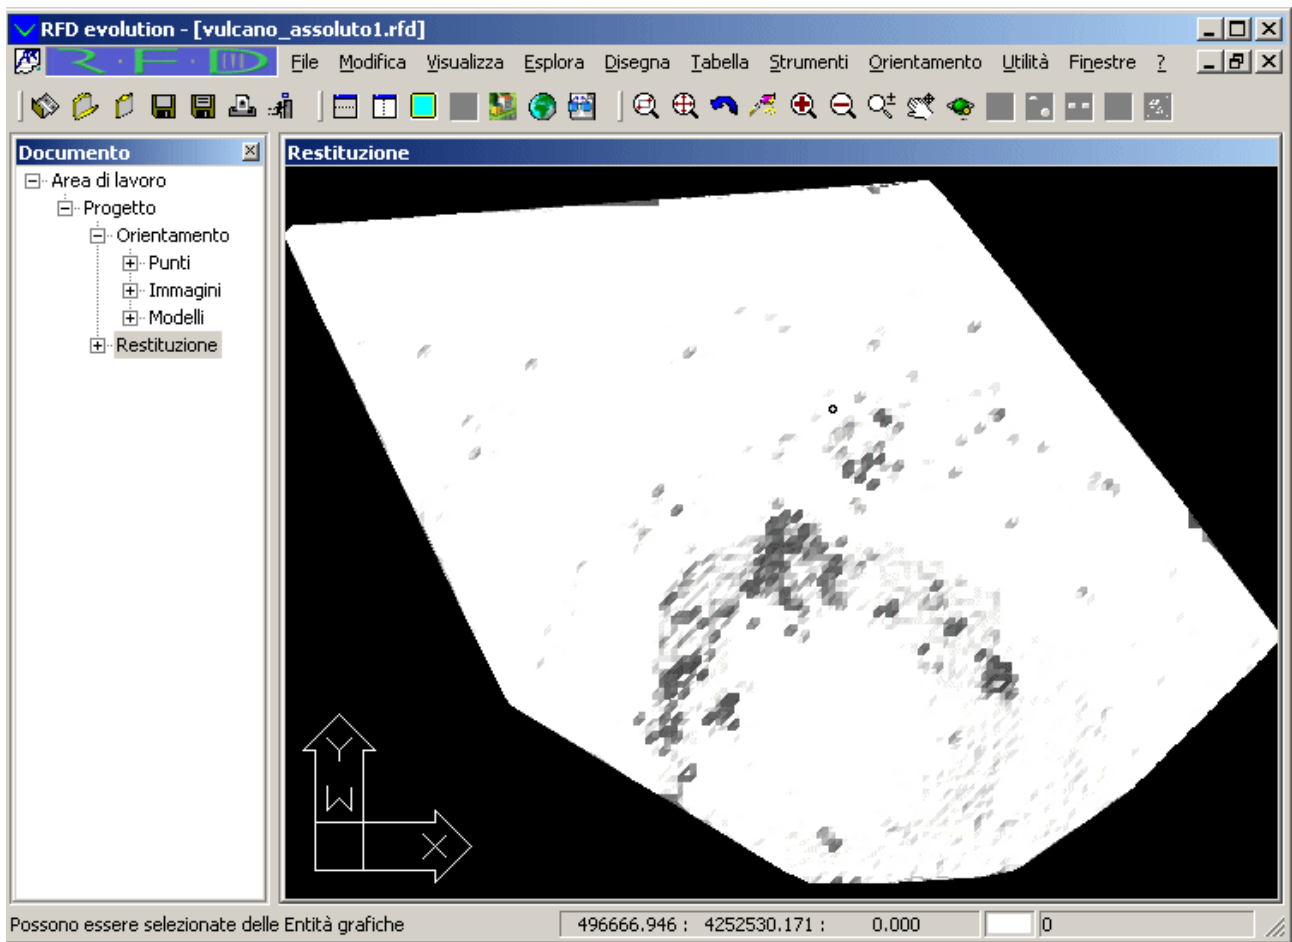 RFD evolution - [vulcano_assoluto1.rfd]
R · F · D III File Modifica Visualizza Esplora Disegna Tabella Strumenti Orientamento Utilità Finestre ?
Documento
Restituzione
Area di lavoro
Progetto
Orientamento
Punti
Immagini
Modelli
Restituzione
Y
W
X
Possono essere selezionate delle Entità grafiche 496666.946 : 4252530.171 : 0.000 0